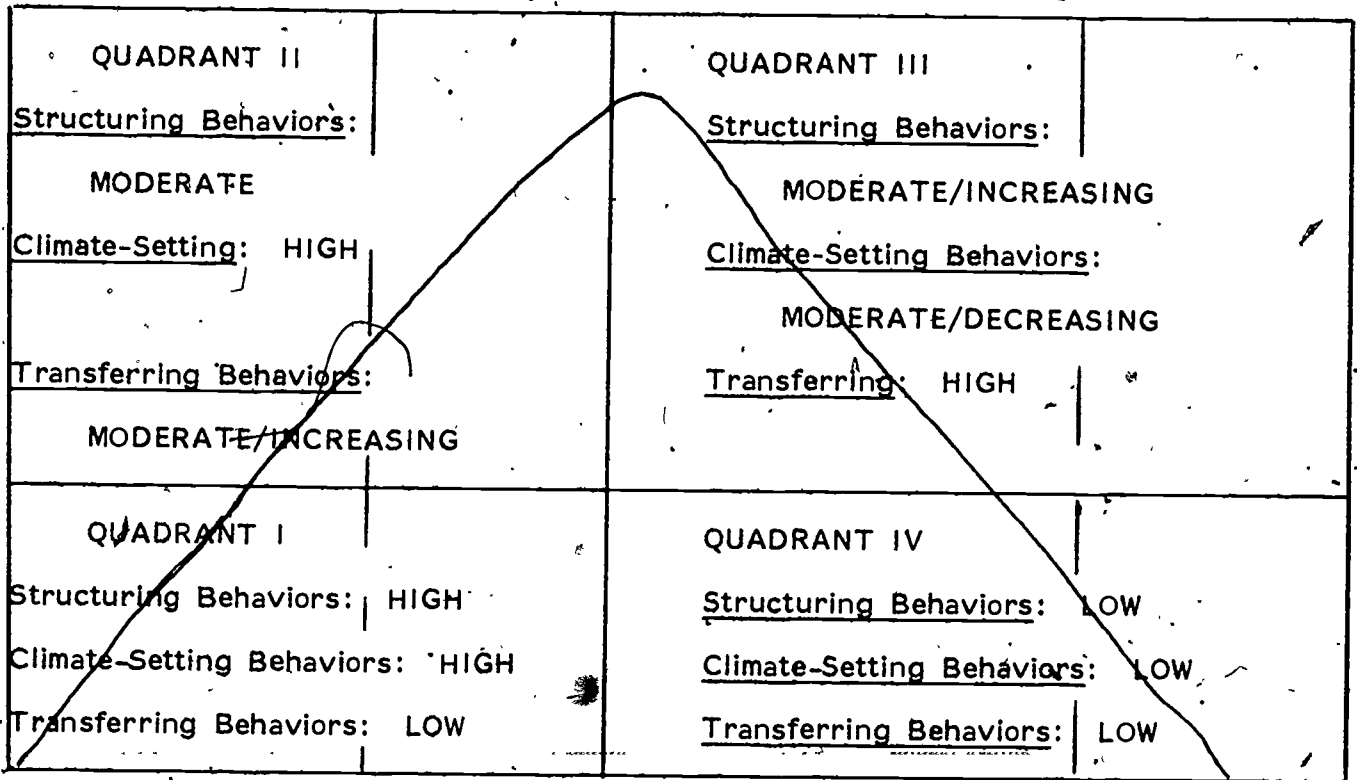 QUADRANT II
Structuring Behaviors:
MODERATE
Climate-Setting: HIGH
Transferring Behaviors:
MODERATE/INCREASING
QUADRANT III
Structuring Behaviors:
MODERATE/INCREASING
Climate-Setting Behaviors:
MODERATE/DECREASING
Transferring: HIGH
QUADRANT I
Structuring Behaviors: HIGH
Climate-Setting Behaviors: HIGH
Transferring Behaviors: LOW
QUADRANT IV
Structuring Behaviors: LOW
Climate-Setting Behaviors: LOW
Transferring Behaviors: LOW